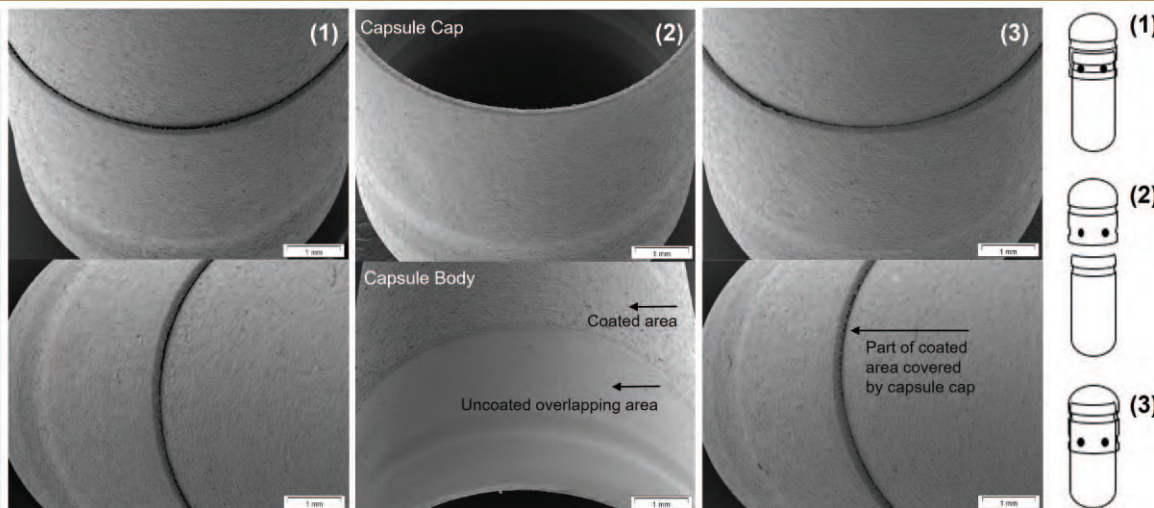 (1)
Capsule Cap
(2)
(3)
1 mm
1 mm
1 mm
Capsule Body
Coated area
Uncoated overlapping area
Part of coated
area covered
by capsule cap
1 mm
1 mm
1 mm
(1)
(2)
(3)